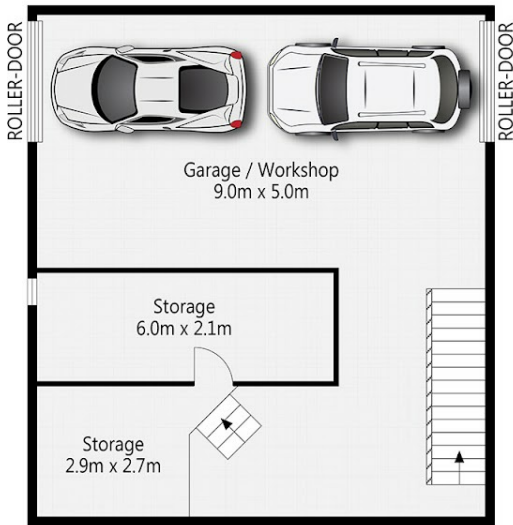 ROLLER-DOOR
ROLLER-DOOR
Garage / Workshop
9.0m x 5.0m
Storage
6.0m x 2.1m
Storage
2.9m x 2.7m